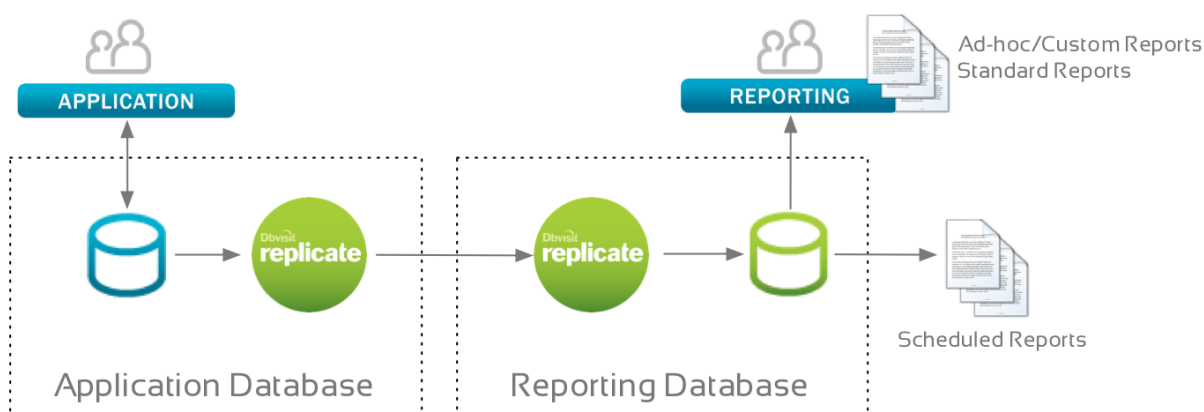 APPLICATION
REPORTING
Ad-hoc/Custom Reports
Standard Reports
Dbvisit
replicate
Dbvisit
replicate
Scheduled Reports
Application Database
Reporting Database